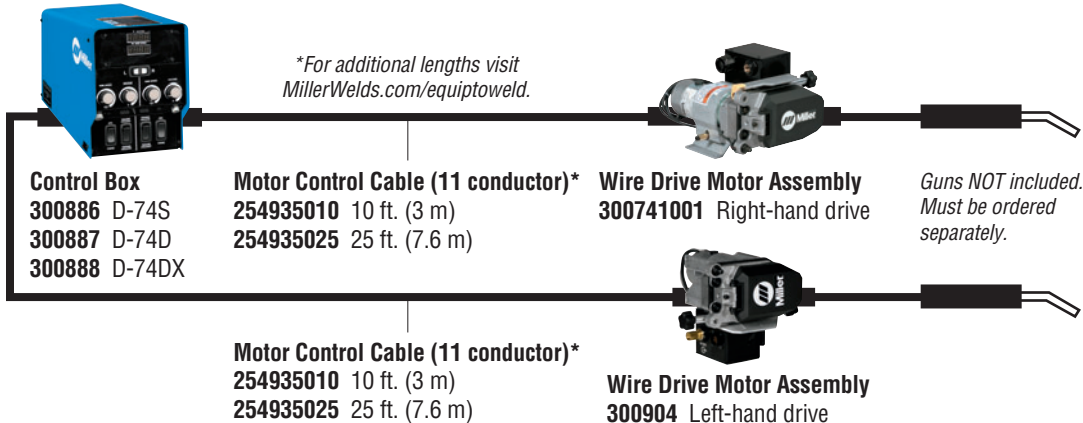 *For additional lengths visit
MillerWelds.com/equiptoweld.
Miller
Miller
Control Box
300886 D-74S
300887 D-74D
300888 D-74DX
Motor Control Cable (11 conductor)*
254935010 10 ft. (3 m)
254935025 25 ft. (7.6 m)
Wire Drive Motor Assembly
300741001 Right-hand drive
Guns NOT included.
Must be ordered
separately.
Miller
Motor Control Cable (11 conductor)*
254935010 10 ft. (3 m)
254935025 25 ft. (7.6 m)
Wire Drive Motor Assembly
300904 Left-hand drive